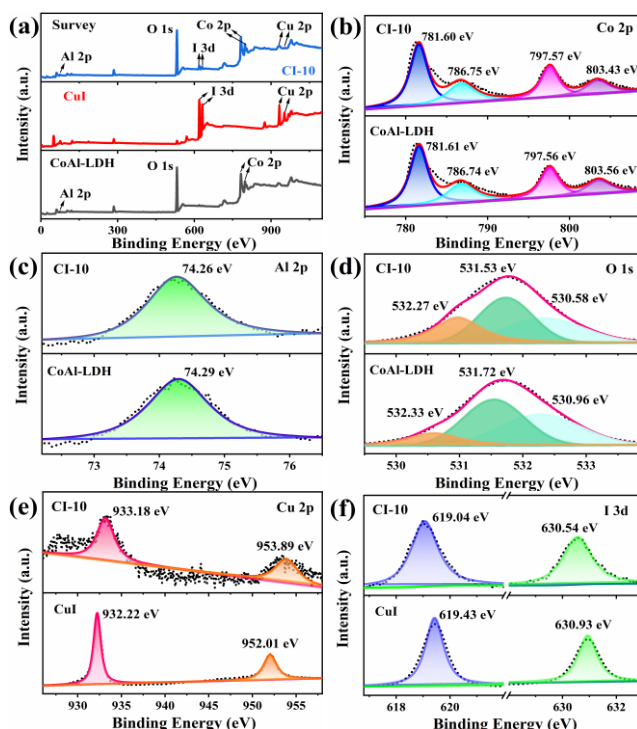 (a) Survey
O 1s
Co 2p
Cu 2p
Al 2p
I 3d
CI-10
CuI
I 3d
Cu 2p
CoAl-LDH
O 1s
Co 2p
Al 2p
0 300 600 900
Binding Energy (eV)
Intensity (a.u.)
(b) CI-10
Co 2p
781.60 eV
786.75 eV
797.57 eV
803.43 eV
CoAl-LDH
781.61 eV
786.74 eV
797.56 eV
803.56 eV
780 790 800
Binding Energy (eV)
Intensity (a.u.)
(c) CI-10
74.26 eV
Al 2p
CoAl-LDH
74.29 eV
73 74 75 76
Binding Energy (eV)
Intensity (a.u.)
(d) CI-10
531.53 eV
O 1s
532.27 eV
530.58 eV
CoAl-LDH
531.72 eV
532.33 eV
530.96 eV
530 531 532 533
Binding Energy (eV)
Intensity (a.u.)
(e) CI-10
933.18 eV
Cu 2p
953.89 eV
CuI
932.22 eV
952.01 eV
930 935 940 945 950 955
Binding Energy (eV)
Intensity (a.u.)
(f) CI-10
619.04 eV
630.54 eV
I 3d
CuI
619.43 eV
630.93 eV
618 620 630 632
Binding Energy (eV)
Intensity (a.u.)